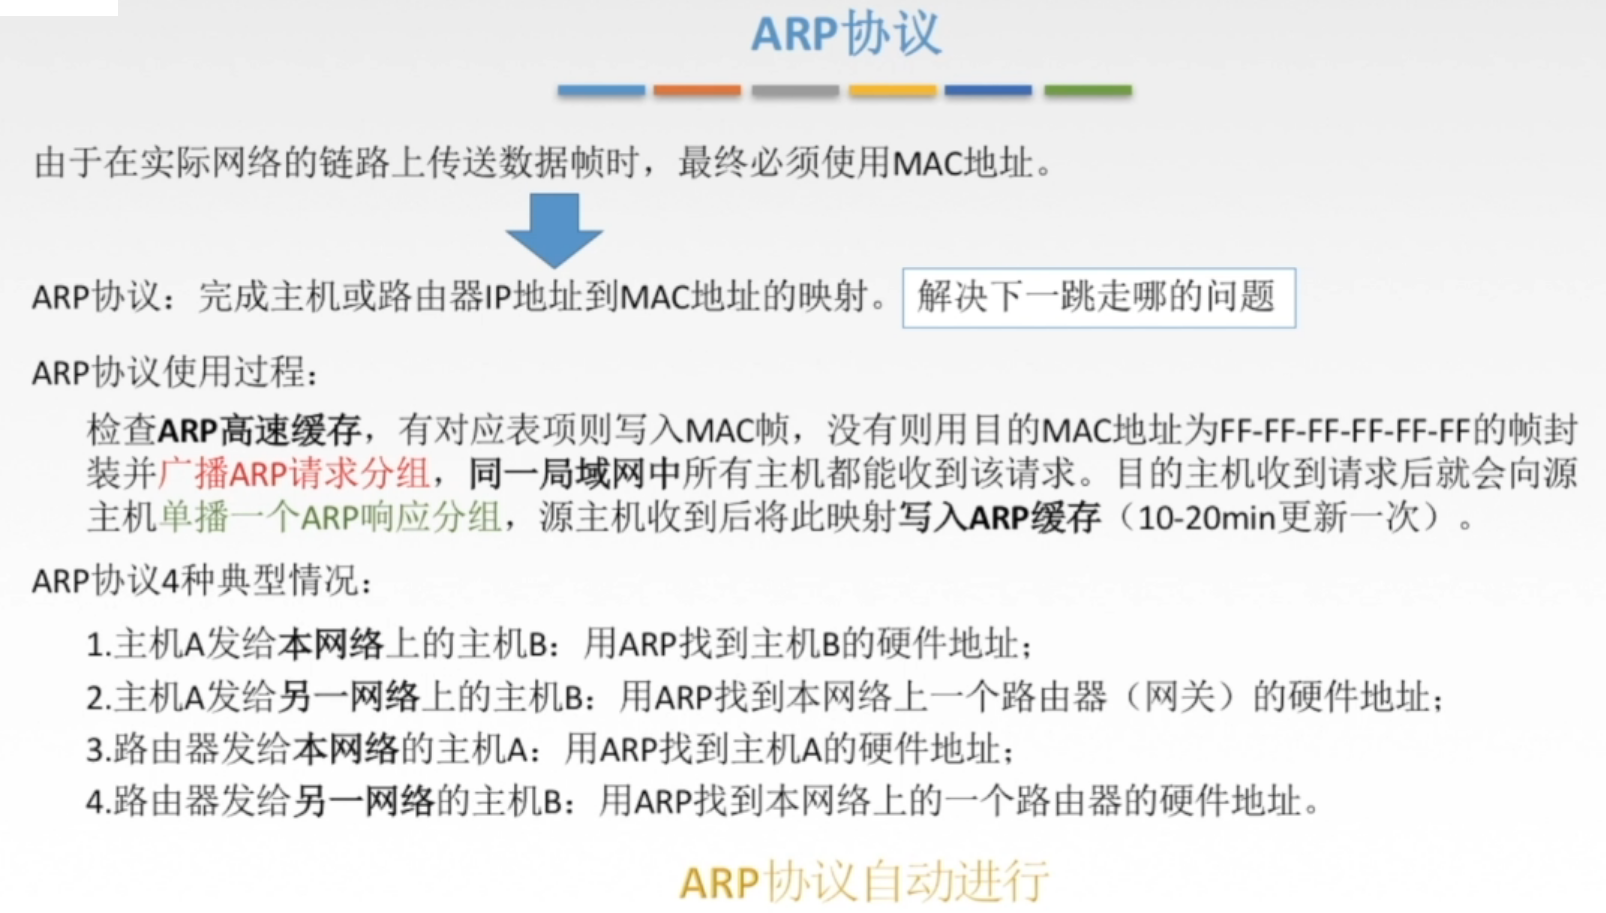 ARP协议
由于在实际网络的链路上传送数据帧时，最终必须使用MAC地址。
ARP协议：完成主机或路由器IP地址到MAC地址的映射。 解决下一跳走哪的问题
ARP协议使用过程：
检查ARP高速缓存，有对应表项则写入MAC帧，没有则用目的MAC地址为FF-FF-FF-FF-FF-FF的帧封
装并广播ARP请求分组，同一局域网中所有主机都能收到该请求。目的主机收到请求后就会向源
主机单播一个ARP响应分组，源主机收到后将此映射写入ARP缓存（10-20min更新一次）。
ARP协议4种典型情况：
1.主机A发给本网络上的主机B：用ARP找到主机B的硬件地址；
2.主机A发给另一网络上的主机B：用ARP找到本网络上一个路由器（网关）的硬件地址；
3.路由器发给本网络的主机A：用ARP找到主机A的硬件地址；
4.路由器发给另一网络的主机B：用ARP找到本网络上的一个路由器的硬件地址。
ARP协议自动进行